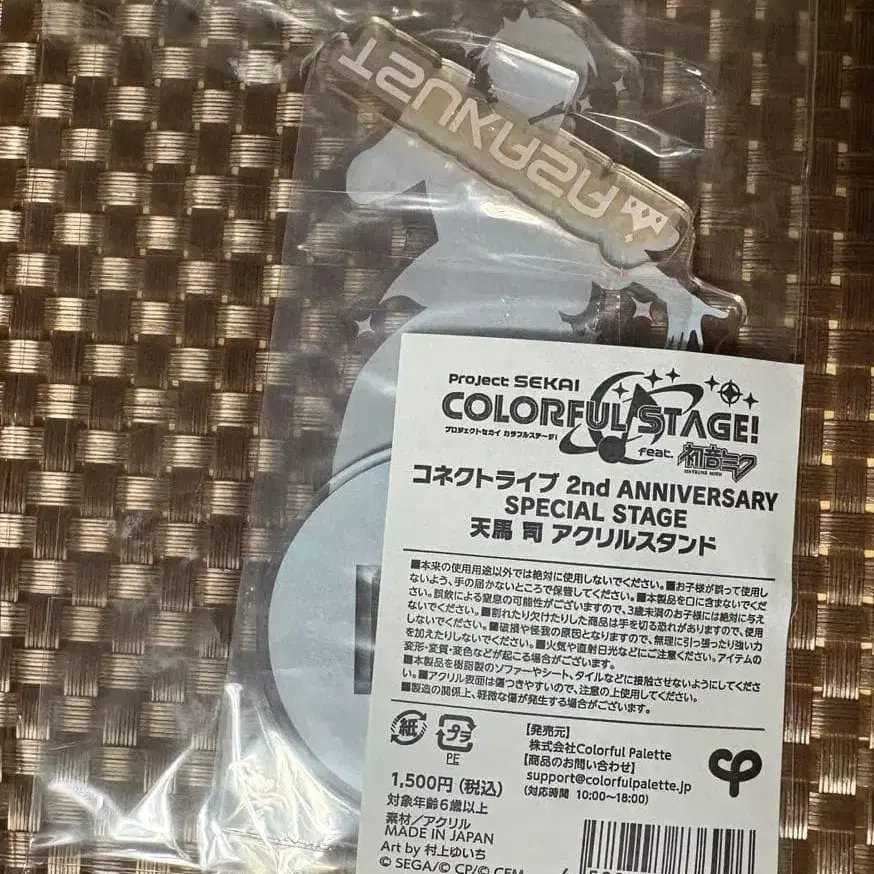 TSUKASA
Project SEKAI
COLORFUL STAGE!
プロジェクトセカイ カラフルステージ!
feat. 初音ミク
HATSUNE MIKU
コネクトライブ 2nd ANNIVERSARY
SPECIAL STAGE
天馬 司 アクリルスタンド
■本来の使用用途以外では絶対に使用しないでください。■お子様が誤って使用し
ないよう、手の届かないところで保管してください。■本製品を口に含まないでくだ
さい。誤飲による窒息の可能性がございますので、3歳未満のお子様には絶対に与え
ないでください。■割れたり欠けたりした商品は手を切る恐れがありますので、使用
しないでください。■破損や怪我の原因となりますので、無理に引っ張ったり強い力
を加えたりしないでください。■火気や直射日光などにご注意ください。アイテムの
変形・変質・変色などが起こる場合がございます。
■本製品を樹脂製のソファーやシート、タイルなどに接触させないようにしてくださ
い。■アクリル表面は傷つきやすいので、注意の上使用してください。
■製造の関係上、軽微な傷が発生する場合がございます。
紙
プラ
PE
【発売元】
株式会社Colorful Palette
【商品のお問い合わせ】
support@colorfulpalette.jp
(対応時間 10:00～18:00)
1,500円 (税込)
対象年齢6歳以上
素材/アクリル
MADE IN JAPAN
Art by 村上ゆいち
© SEGA/© CP/© CFM